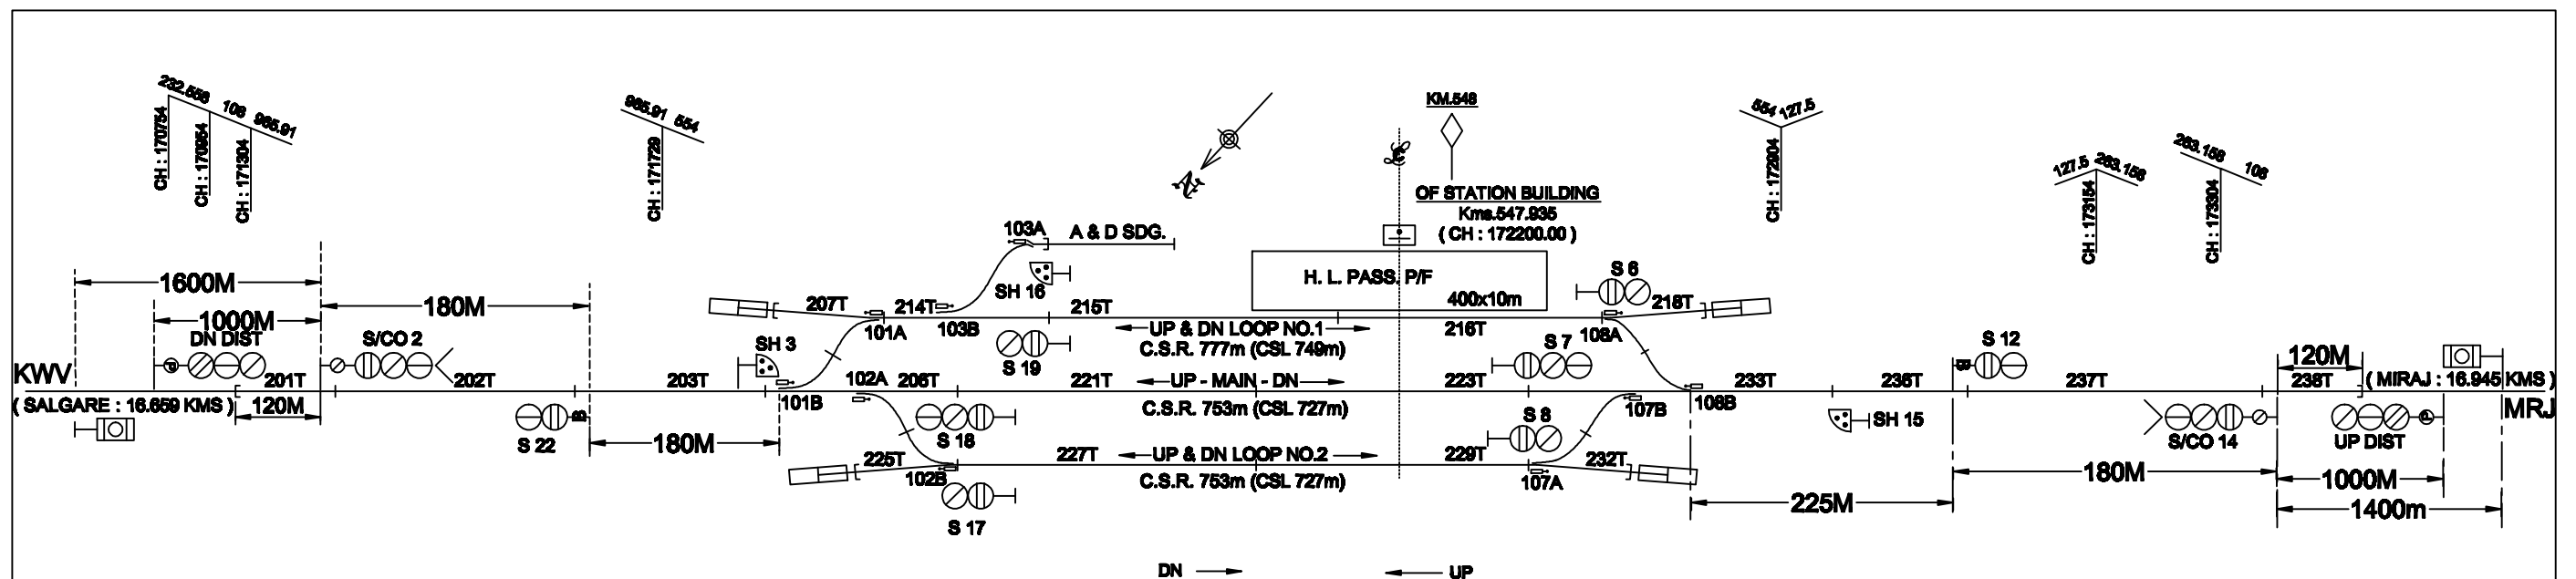 232.558 108 965.91
CH : 170754
CH : 170954
CH : 171304
965.91 554
CH : 171729
KM.548
554 127.5
CH : 172904
127.5 263.158
CH : 173154
263.158 108
CH : 173304
OF STATION BUILDING
Kms.547.935
( CH : 172200.00 )
103A A & D SDG.
1600M
180M
1000M
DN DIST
S/CO 2
SH 16
H. L. PASS. P/F
400x10m
S 6
207T 214T 215T 216T 218T
101A 103B 108A
UP & DN LOOP NO.1
C.S.R. 777m (CSL 749m)
SH 3
S 19
S 7
S 12
120M
KWV
201T 202T 203T 102A 206T 221T UP - MAIN - DN 223T 233T 236T 237T 238T
( SALGARE : 16.659 KMS )
120M
101B
C.S.R. 753m (CSL 727m)
107B 108B
( MIRAJ : 16.945 KMS )
MRJ
S 22
180M
S 18
S 8
SH 15
S/CO 14
UP DIST
225T 227T UP & DN LOOP NO.2 229T 232T
102B
C.S.R. 753m (CSL 727m)
107A
180M
1000M
S 17
225M
1400m
DN UP